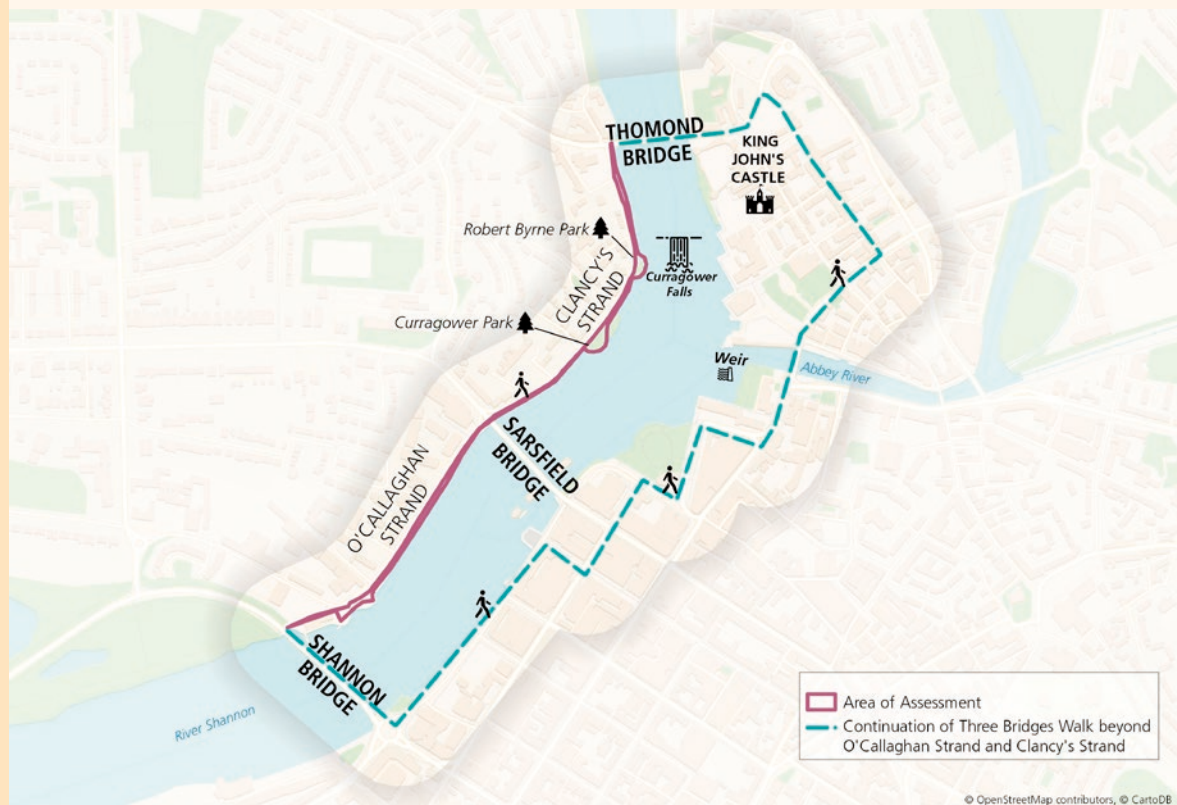 THOMOND
BRIDGE
KING
JOHN'S
CASTLE
Robert Byrne Park
Curragower
Falls
CLANCY'S
STRAND
Curragower Park
Weir
Abbey River
SARSFIELD
BRIDGE
O'CALLAGHAN
STRAND
SHANNON
BRIDGE
River Shannon
Area of Assessment
Continuation of Three Bridges Walk beyond
O'Callaghan Strand and Clancy's Strand
© OpenStreetMap contributors, © CartoDB